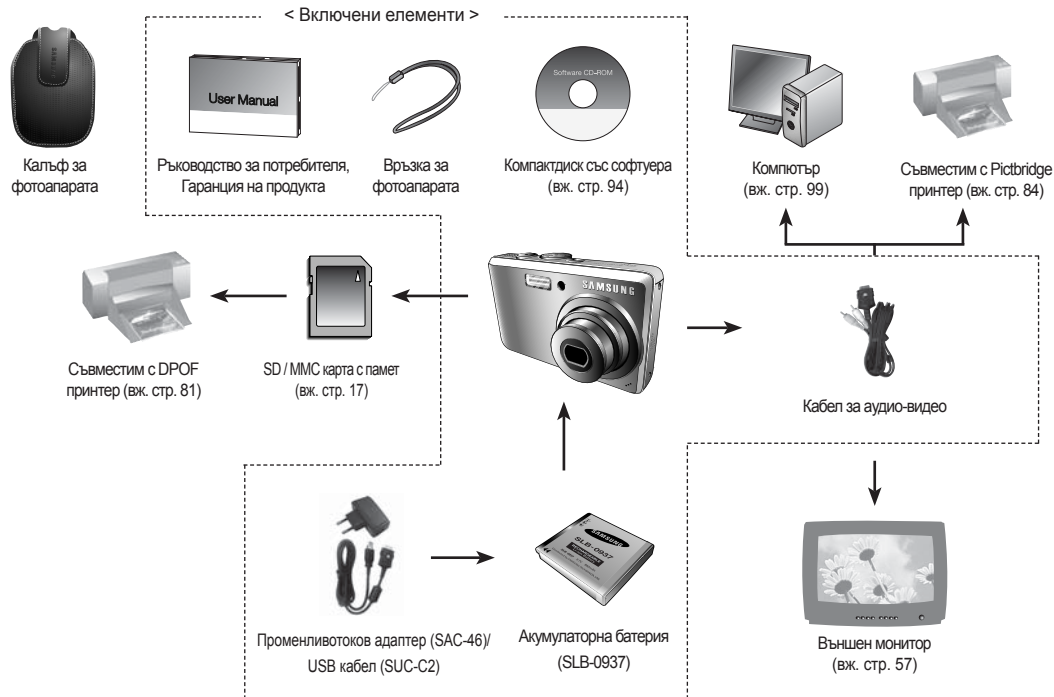 < Включени елементи >
SAMSUNG
User Manual
Software CD-ROM
Калъф за
фотоапарата
Ръководство за потребителя,
Гаранция на продукта
Връзка за
фотоапарата
Компактдиск със софтуера
(вж. стр. 94)
Компютър
(вж. стр. 99)
Съвместим с Pictbridge
принтер (вж. стр. 84)
SAMSUNG
Съвместим с DPOF
принтер (вж. стр. 81)
SD / MMC карта с памет
(вж. стр. 17)
Кабел за аудио-видео
SAMSUNG
SLB-0937
Променливотоков адаптер (SAC-46)/
USB кабел (SUC-C2)
Акумулаторна батерия
(SLB-0937)
Външен монитор
(вж. стр. 57)